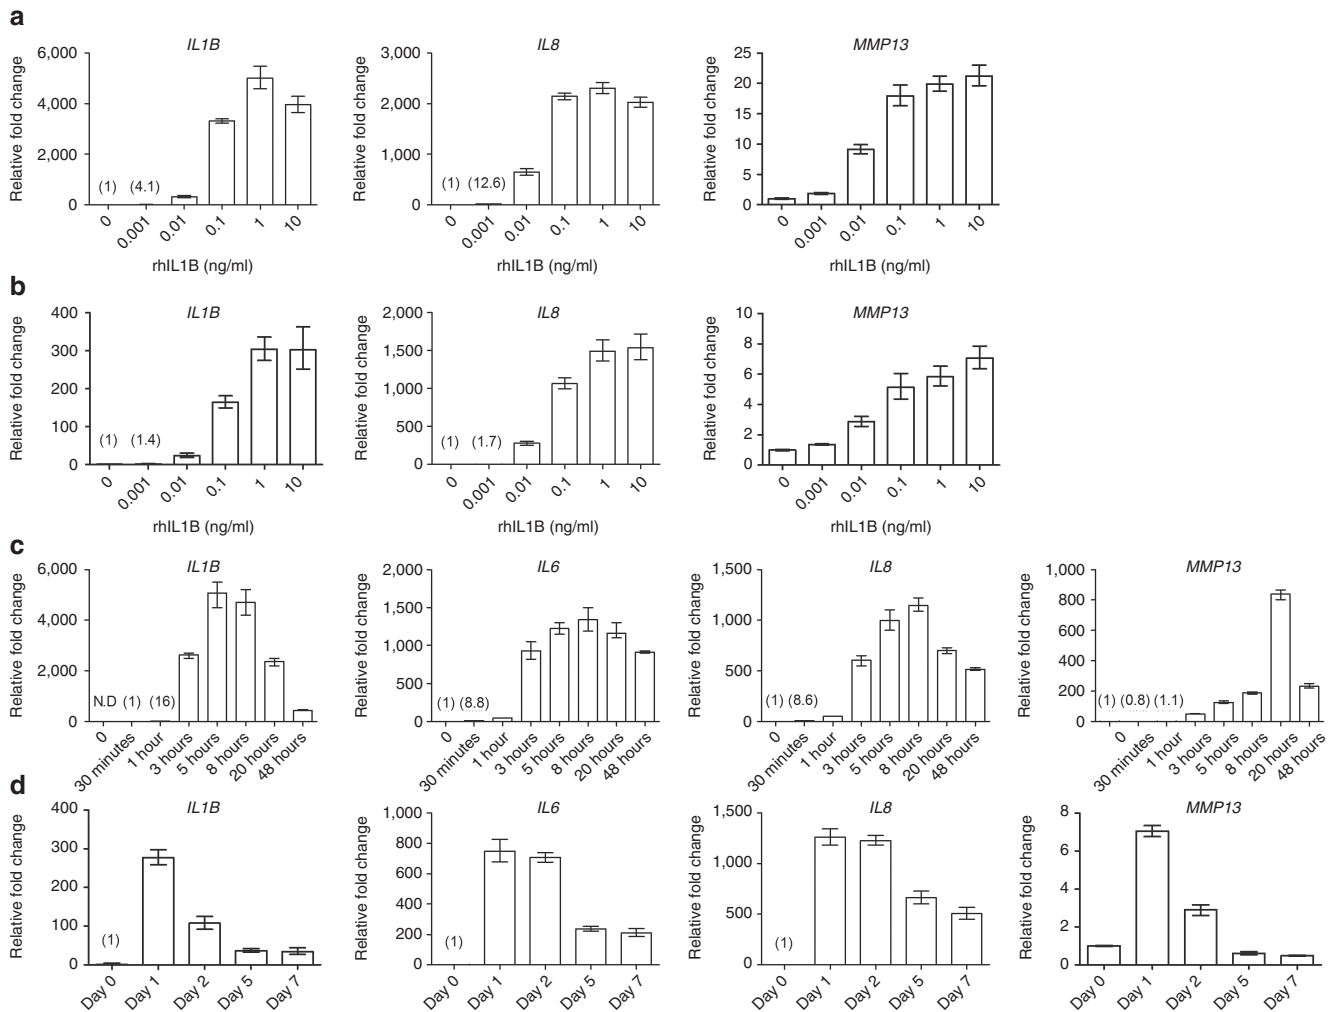 a
IL1B
Relative fold change
6,000
4,000
2,000
0
(1) (4.1)
0 0.001 0.01 0.1 1 10
rhIL1B (ng/ml)
IL8
Relative fold change
3,000
2,000
1,000
0
(1) (12.6)
0 0.001 0.01 0.1 1 10
rhIL1B (ng/ml)
MMP13
Relative fold change
25
20
15
10
5
0
0 0.001 0.01 0.1 1 10
rhIL1B (ng/ml)
b
IL1B
Relative fold change
400
300
200
100
0
(1) (1.4)
0 0.001 0.01 0.1 1 10
rhIL1B (ng/ml)
IL8
Relative fold change
2,000
1,500
1,000
500
0
(1) (1.7)
0 0.001 0.01 0.1 1 10
rhIL1B (ng/ml)
MMP13
Relative fold change
10
8
6
4
2
0
0 0.001 0.01 0.1 1 10
rhIL1B (ng/ml)
c
IL1B
Relative fold change
6,000
4,000
2,000
0
N.D (1) (16)
0 30 minutes 1 hour 3 hours 5 hours 8 hours 20 hours 48 hours
IL6
Relative fold change
2,000
1,500
1,000
500
0
(1) (8.8)
0 30 minutes 1 hour 3 hours 5 hours 8 hours 20 hours 48 hours
IL8
Relative fold change
1,500
1,000
500
0
(1) (8.6)
0 30 minutes 1 hour 3 hours 5 hours 8 hours 20 hours 48 hours
MMP13
Relative fold change
1,000
800
600
400
200
0
(1) (0.8) (1.1)
0 30 minutes 1 hour 3 hours 5 hours 8 hours 20 hours 48 hours
d
IL1B
Relative fold change
400
300
200
100
0
(1)
Day 0 Day 1 Day 2 Day 5 Day 7
IL6
Relative fold change
1,000
800
600
400
200
0
(1)
Day 0 Day 1 Day 2 Day 5 Day 7
IL8
Relative fold change
1,500
1,000
500
0
(1)
Day 0 Day 1 Day 2 Day 5 Day 7
MMP13
Relative fold change
8
6
4
2
0
Day 0 Day 1 Day 2 Day 5 Day 7